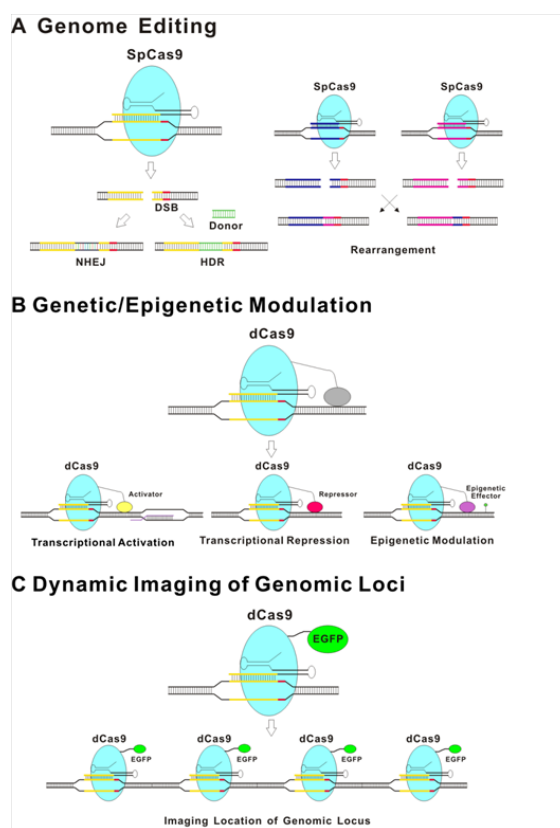 A Genome Editing
SpCas9
SpCas9 SpCas9
DSB
Donor
NHEJ HDR
Rearrangement
B Genetic/Epigenetic Modulation
dCas9
dCas9 dCas9 dCas9
Activator Repressor Epigenetic
Effector
Transcriptional Activation Transcriptional Repression Epigenetic Modulation
C Dynamic Imaging of Genomic Loci
dCas9
EGFP
dCas9 dCas9 dCas9 dCas9
EGFP EGFP EGFP EGFP
Imaging Location of Genomic Locus